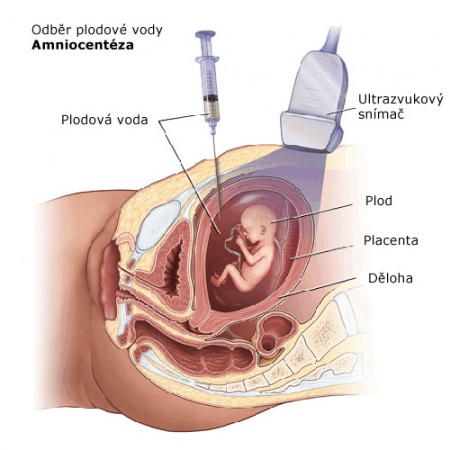 Odběr plodové vody
Amniocentéza
Plodová voda
Ultrazvukový
snímač
Plod
Placenta
Děloha